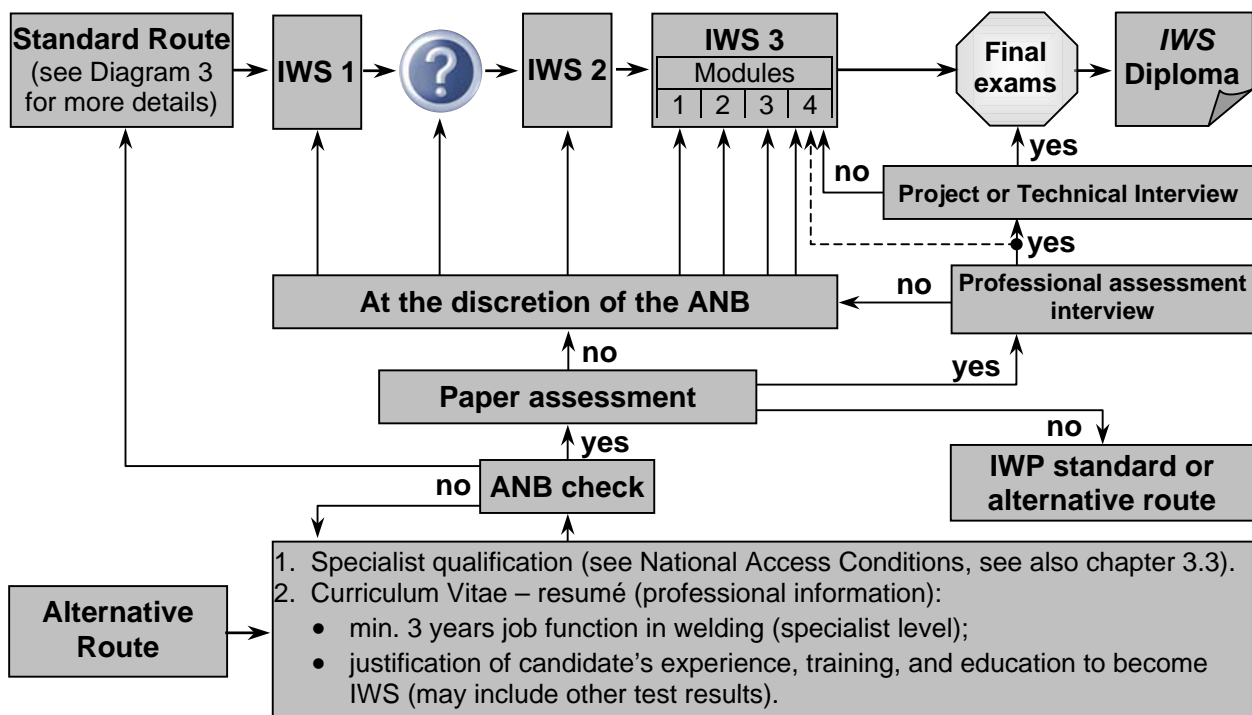 Standard Route
(see Diagram 3
for more details)
IWS 1
?
IWS 2
IWS 3
Modules
1 2 3 4
Final
exams
IWS
Diploma
yes
no
Project or Technical Interview
yes
At the discretion of the ANB
no
Professional assessment
interview
no
yes
Paper assessment
yes
no
IWP standard or
alternative route
no
ANB check
Alternative
Route
1. Specialist qualification (see National Access Conditions, see also chapter 3.3).
2. Curriculum Vitae – resumé (professional information):
• min. 3 years job function in welding (specialist level);
• justification of candidate's experience, training, and education to become
IWS (may include other test results).